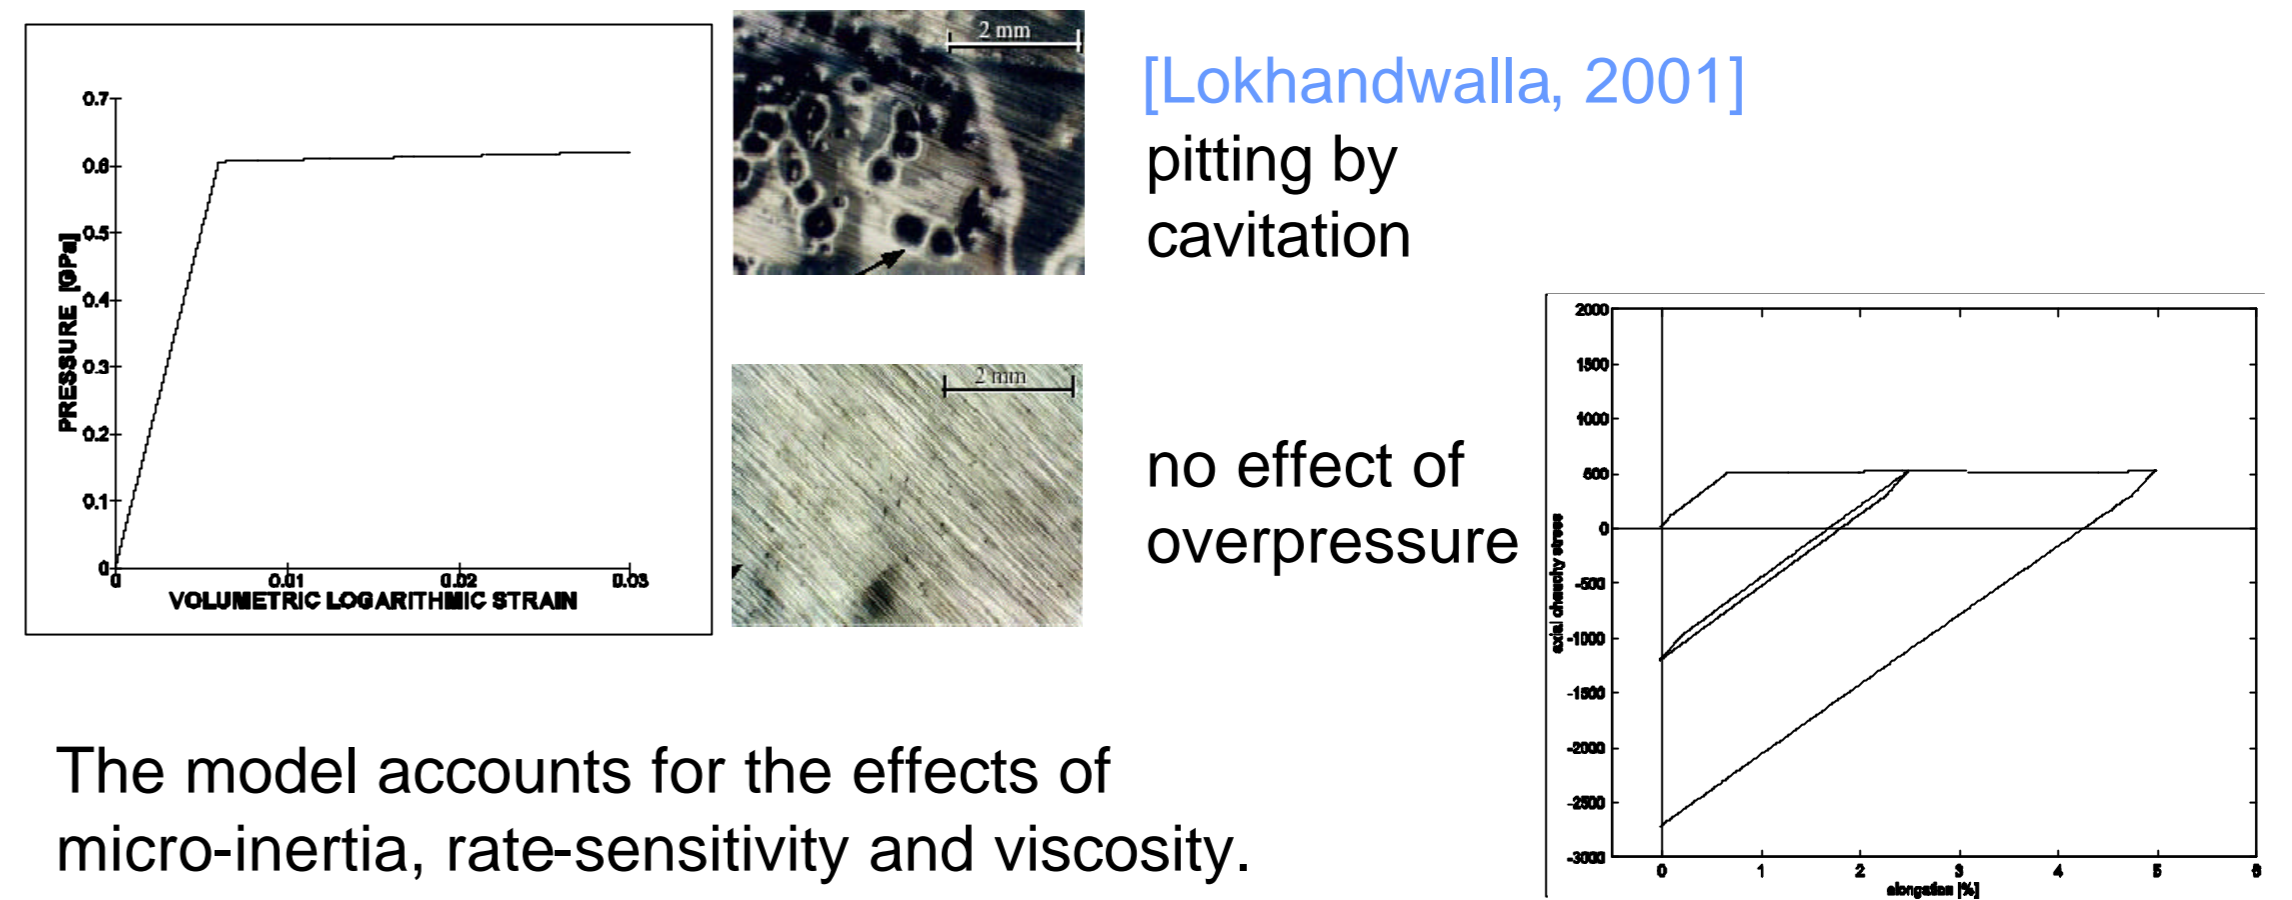 0.7
0.6
0.5
0.4
0.3
0.2
0.1
0
PRESSURE [GPa]
0 0.01 0.02 0.03
VOLUMETRIC LOGARITHMIC STRAIN
2 mm
[Lokhandwalla, 2001]
pitting by
cavitation
2 mm
no effect of
overpressure
2000
1500
1000
500
0
-500
-1000
-1500
-2000
-2500
-3000
axial chauchy stress
0 1 2 3 4 5 6
elongation [%]
The model accounts for the effects of
micro-inertia, rate-sensitivity and viscosity.